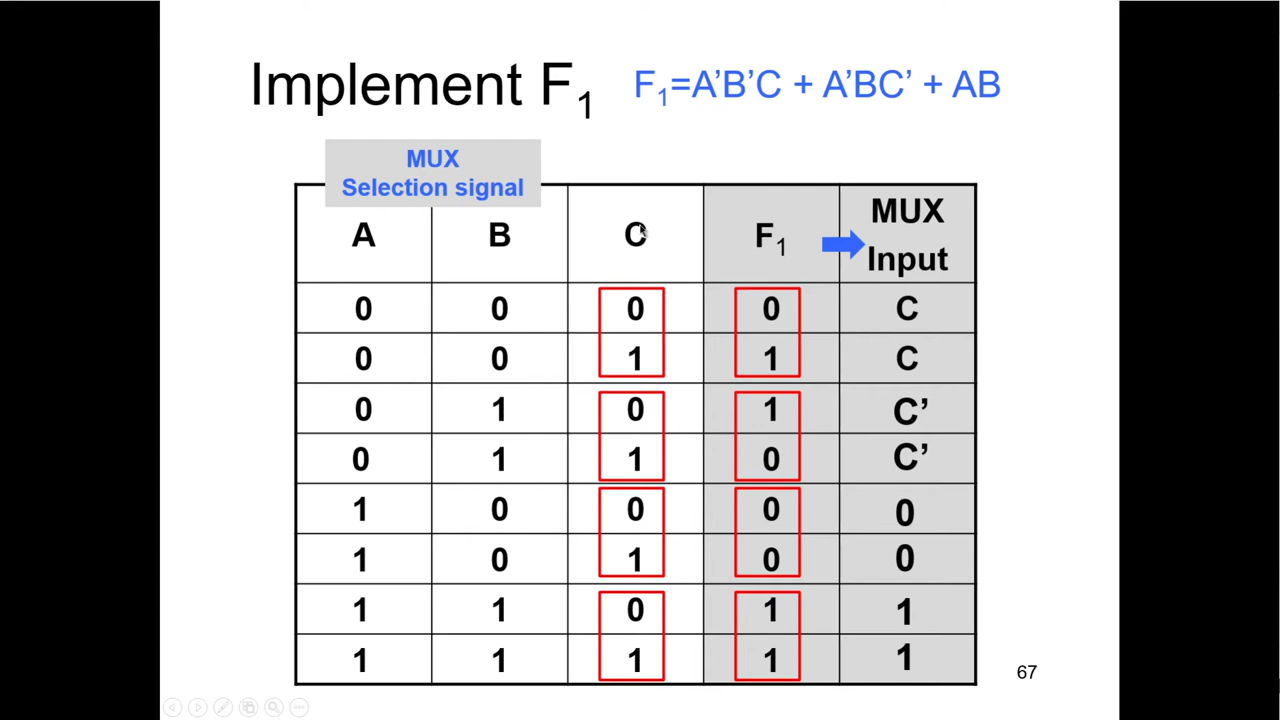 Implement F₁ F₁=A’B’C + A’BC’ + AB
MUX
Selection signal
A B C F₁ MUX
Input
0 0 0 0 C
0 0 1 1 C
0 1 0 1 C’
0 1 1 0 C’
1 0 0 0 0
1 0 1 0 0
1 1 0 1 1
1 1 1 1 1
67